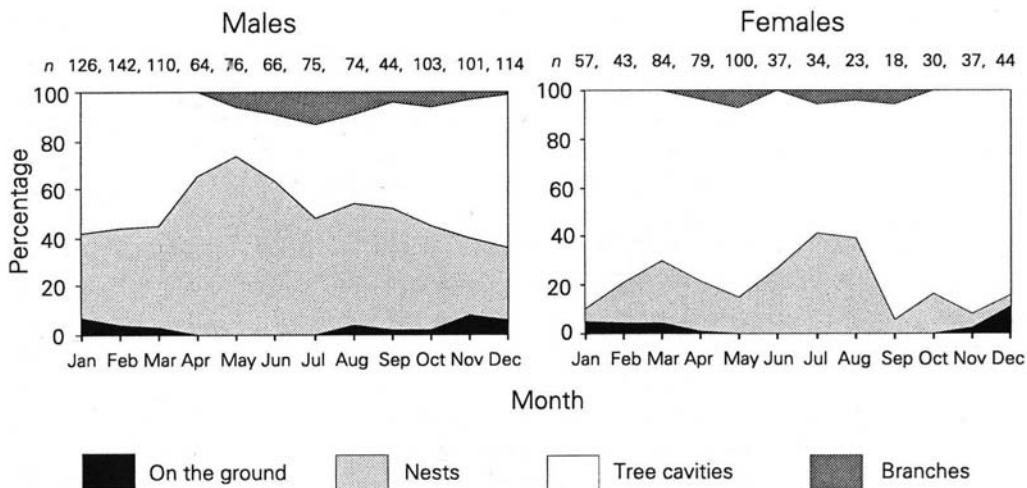 Males
n 126, 142, 110, 64, 76, 66, 75, 74, 44, 103, 101, 114
100
80
60
40
20
0
Percentage
Jan Feb Mar Apr May Jun Jul Aug Sep Oct Nov Dec
Females
n 57, 43, 84, 79, 100, 37, 34, 23, 18, 30, 37, 44
100
80
60
40
20
0
Jan Feb Mar Apr May Jun Jul Aug Sep Oct Nov Dec
Month
On the ground
Nests
Tree cavities
Branches